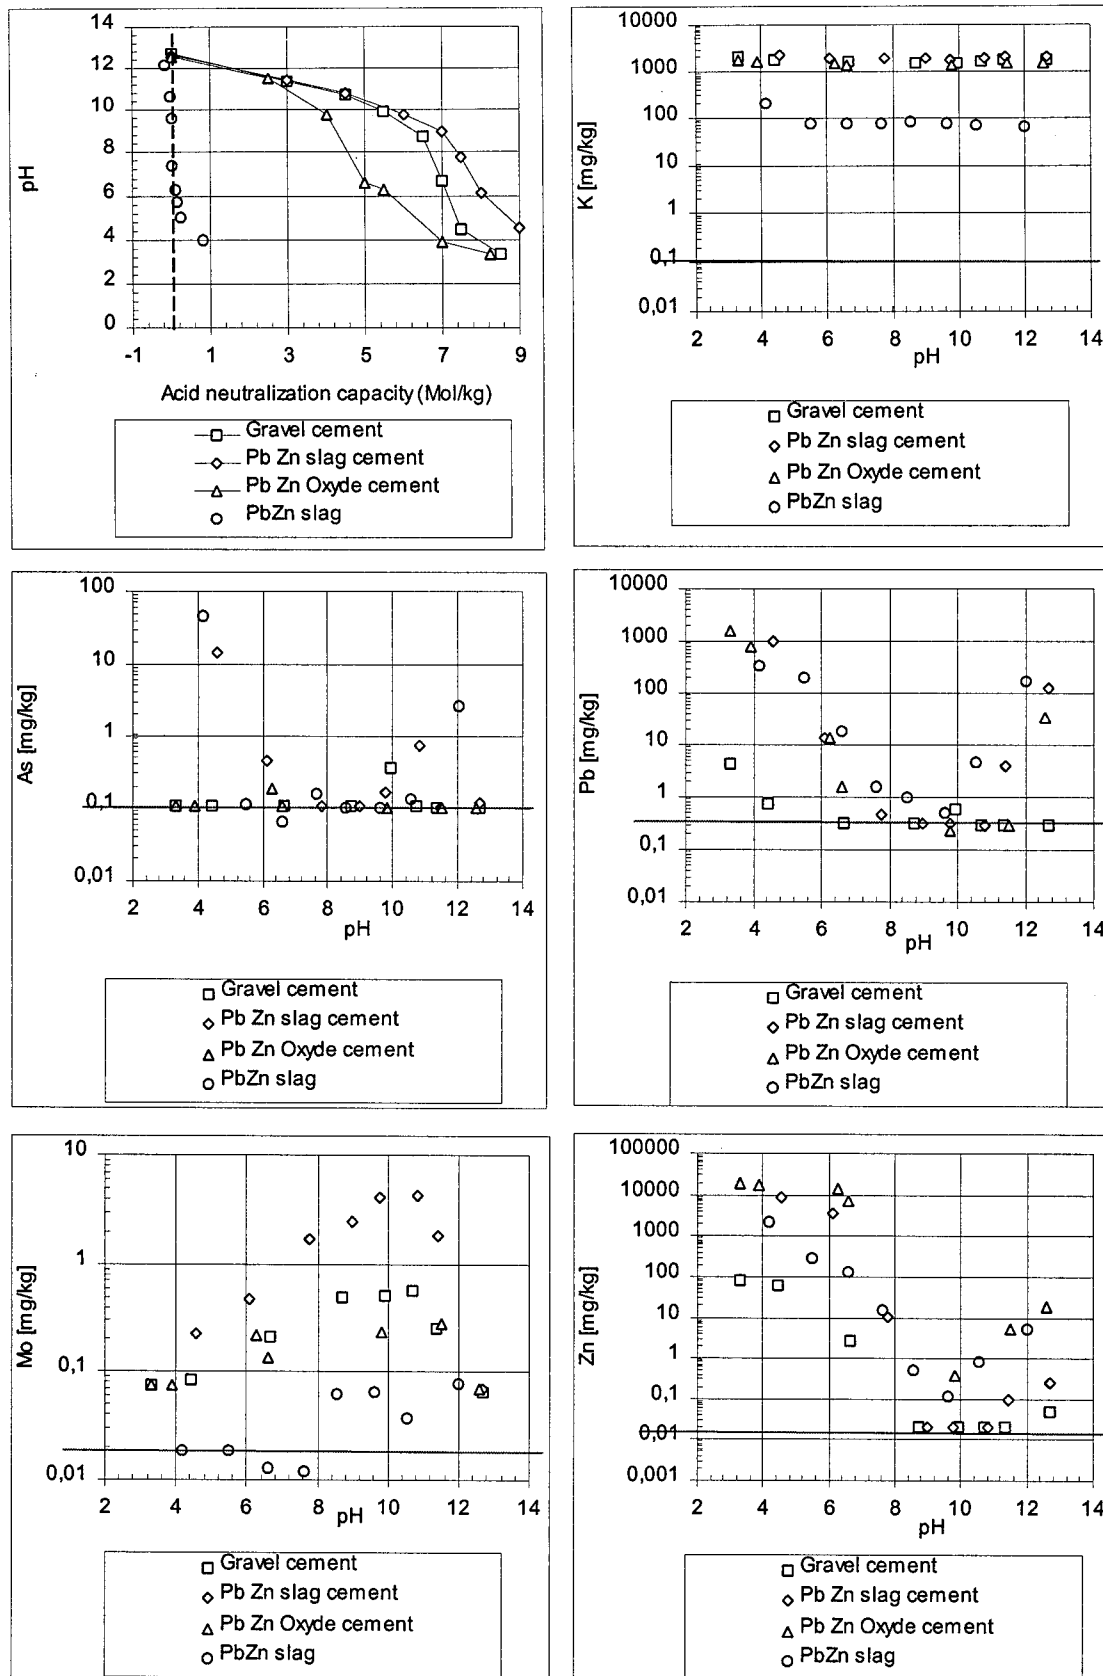 14
12
10
8
6
4
2
0
pH
-1
1
3
5
7
9
Acid neutralization capacity (Mol/kg)
Gravel cement
Pb Zn slag cement
Pb Zn Oxyde cement
PbZn slag
10000
1000
100
10
1
0,1
0,01
K [mg/kg]
2
4
6
8
10
12
14
pH
Gravel cement
Pb Zn slag cement
Pb Zn Oxyde cement
PbZn slag
100
10
1
0,1
0,01
As [mg/kg]
2
4
6
8
10
12
14
pH
Gravel cement
Pb Zn slag cement
Pb Zn Oxyde cement
PbZn slag
10000
1000
100
10
1
0,1
0,01
Pb [mg/kg]
2
4
6
8
10
12
14
pH
Gravel cement
Pb Zn slag cement
Pb Zn Oxyde cement
PbZn slag
10
1
0,1
0,01
Mo [mg/kg]
2
4
6
8
10
12
14
pH
Gravel cement
Pb Zn slag cement
Pb Zn Oxyde cement
PbZn slag
100000
10000
1000
100
10
1
0,1
0,01
0,001
Zn [mg/kg]
2
4
6
8
10
12
14
pH
Gravel cement
Pb Zn slag cement
Pb Zn Oxyde cement
PbZn slag